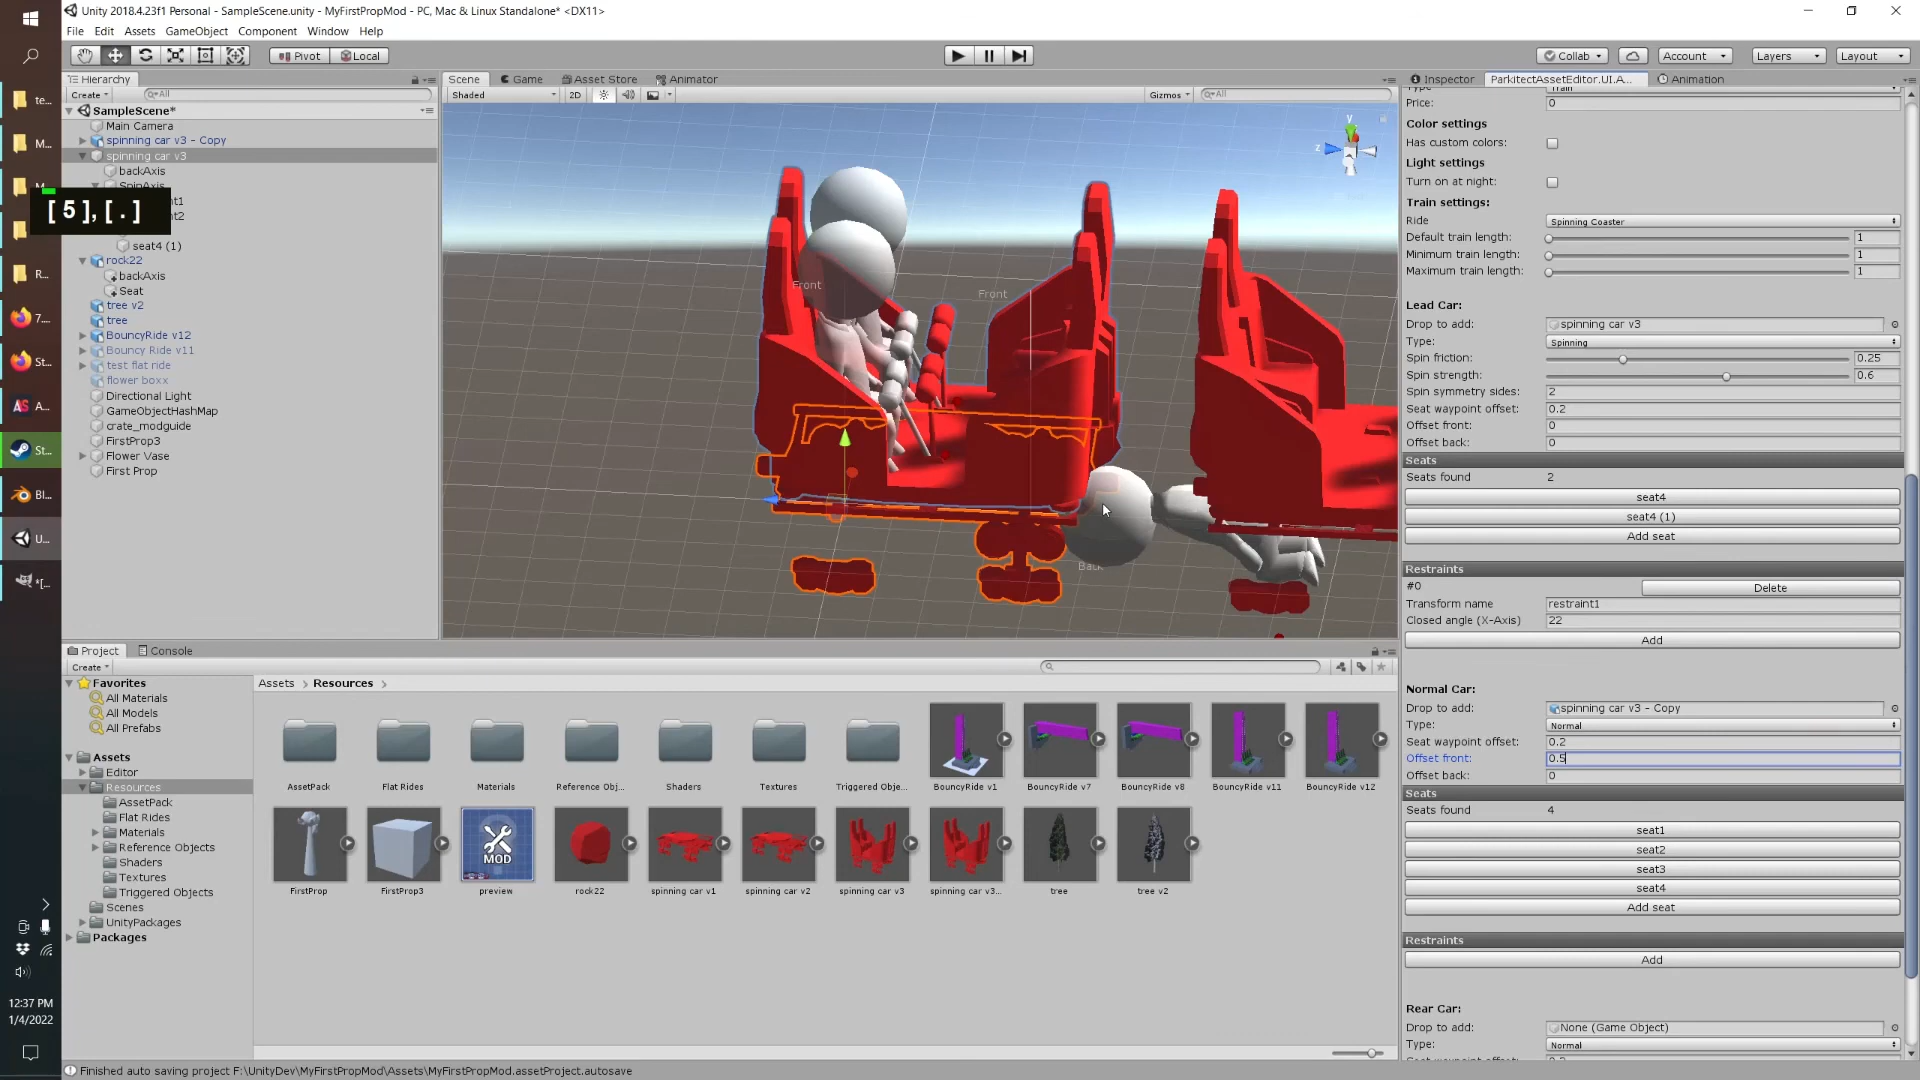 Unity 2018.4.23f1 Personal - SampleScene.unity - MyFirstPropMod - PC, Mac & Linux Standalone* <DX11>
File Edit Assets GameObject Component Window Help
Pivot Local Collab Account Layers Layout
Hierarchy Scene Game Asset Store Animator Inspector ParkitectAssetEditor.UI.A... Animation
Create All Shaded 2D Gizmos All
SampleScene*
Main Camera
spinning car v3 - Copy
spinning car v3
backAxis
SpinAxis
[5],[.]
seat4 (1)
rock22
backAxis
Seat
tree v2
tree
BouncyRide v12
Bouncy Ride v11
test flat ride
flower boxx
Directional Light
GameObjectHashMap
crate_modguide
FirstProp3
Flower Vase
First Prop
te...
M...
R...
7...
St...
A...
St...
Bl...
U...
*[...
12:37 PM
1/4/2022
Front
Front
Back
y
z
Price: 0
Color settings
Has custom colors:
Light settings
Turn on at night:
Train settings:
Ride Spinning Coaster
Default train length: 1
Minimum train length: 1
Maximum train length: 1
Lead Car:
Drop to add: spinning car v3
Type: Spinning
Spin friction: 0.25
Spin strength: 0.6
Spin symmetry sides: 2
Seat waypoint offset: 0.2
Offset front: 0
Offset back: 0
Seats
Seats found 2
seat4
seat4 (1)
Add seat
Restraints
#0 Delete
Transform name restraint1
Closed angle (X-Axis) 22
Add
Normal Car:
Drop to add: spinning car v3 - Copy
Type: Normal
Seat waypoint offset: 0.2
Offset front: 0.5
Offset back: 0
Seats
Seats found 4
seat1
seat2
seat3
seat4
Add seat
Restraints
Add
Rear Car:
Drop to add: None (Game Object)
Type: Normal
Project Console
Create
Favorites
All Materials
All Models
All Prefabs
Assets
Editor
Resources
AssetPack
Flat Rides
Materials
Reference Objects
Shaders
Textures
Triggered Objects
Scenes
UnityPackages
Packages
Assets Resources
AssetPack Flat Rides Materials Reference Obj... Shaders Textures Triggered Obje... BouncyRide v1 BouncyRide v7 BouncyRide v8 BouncyRide v11 BouncyRide v12
MOD
FirstProp FirstProp3 preview rock22 spinning car v1 spinning car v2 spinning car v3 spinning car v3... tree tree v2
Finished auto saving project F:\UnityDev\MyFirstPropMod\Assets\MyFirstPropMod.assetProject.autosave